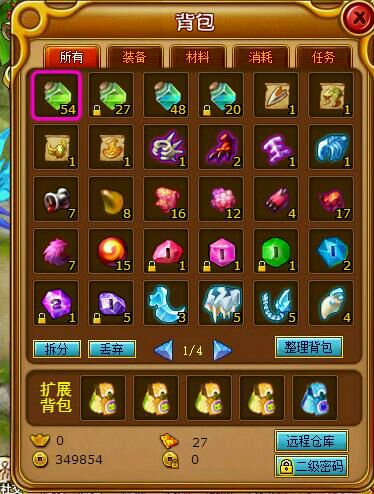 背包
所有 装备 材料 消耗 任务
54 27 48 20 1 1
1 1 1 2 1 1
7 8 16 12 4 17
7 15 1 1 1 2
1 5 3 5 1 4
拆分 丢弃 1/4 整理背包
扩展
背包
0 27 远程仓库
349854 0 二级密码